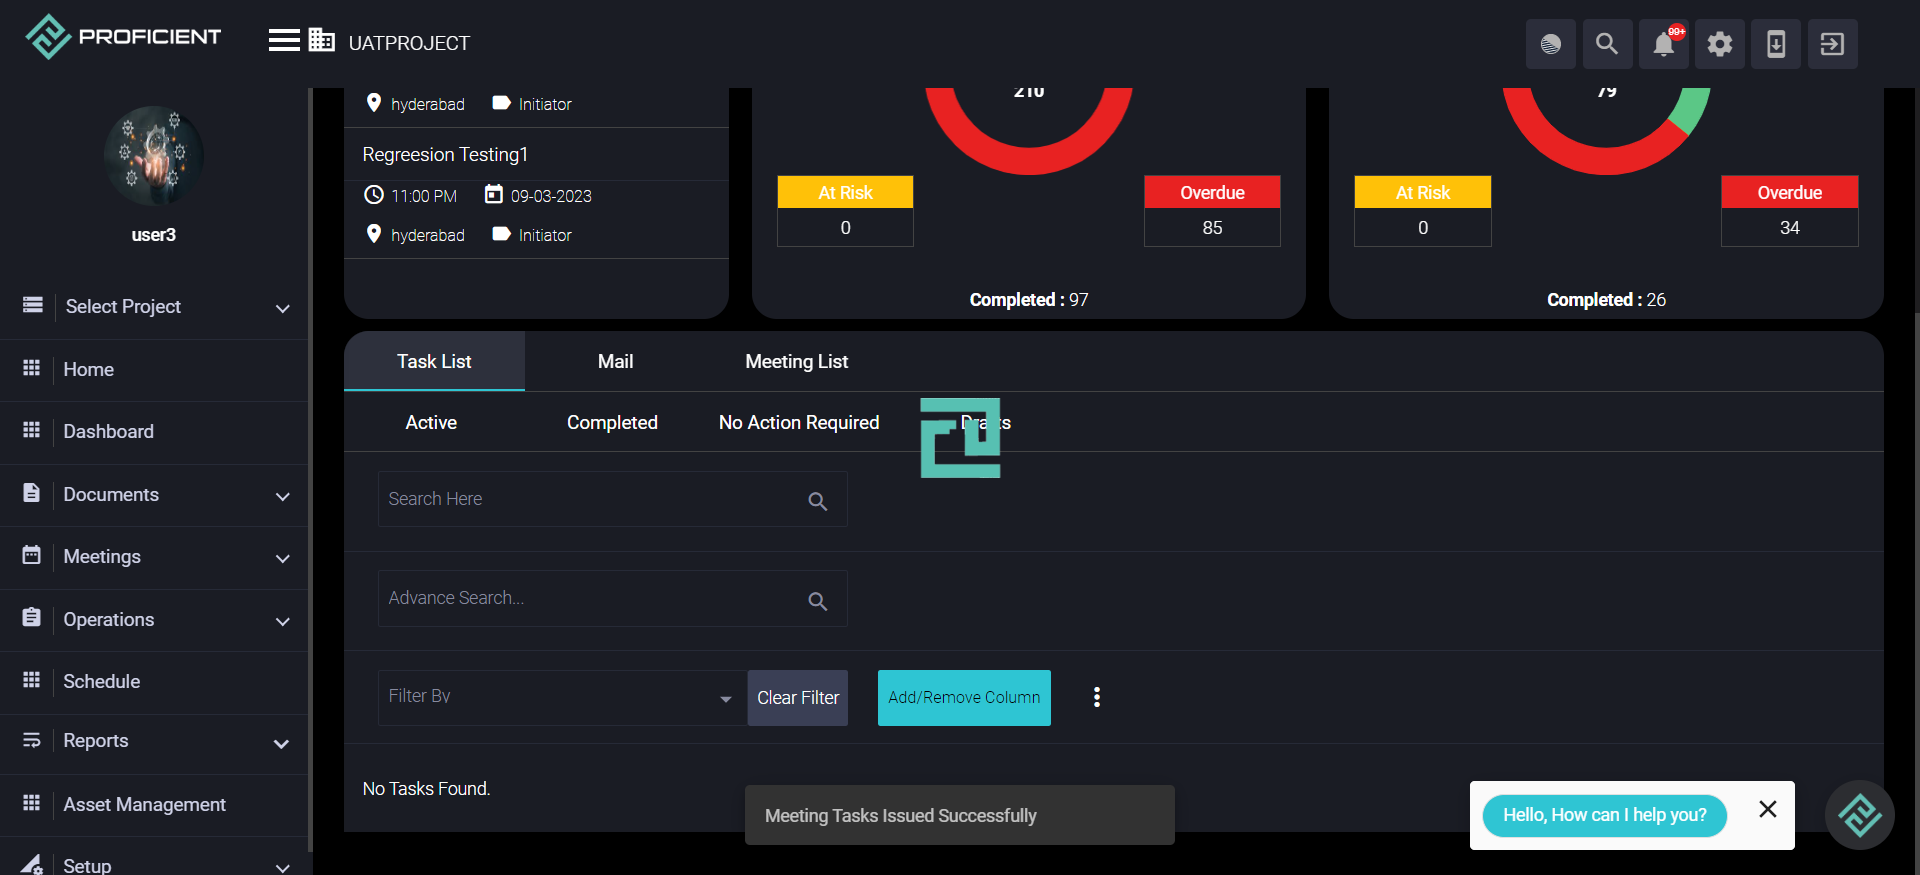 PROFICIENT
UATPROJECT
99+
user3
Select Project
Home
Dashboard
Documents
Meetings
Operations
Schedule
Reports
Asset Management
Setup
hyderabad Initiator
Regreesion Testing1
11:00 PM 09-03-2023
hyderabad Initiator
210
At Risk
0
Overdue
85
Completed : 97
79
At Risk
0
Overdue
34
Completed : 26
Task List Mail Meeting List
Active Completed No Action Required Drafts
Search Here
Advance Search...
Filter By
Clear Filter
Add/Remove Column
No Tasks Found.
Meeting Tasks Issued Successfully
Hello, How can I help you?